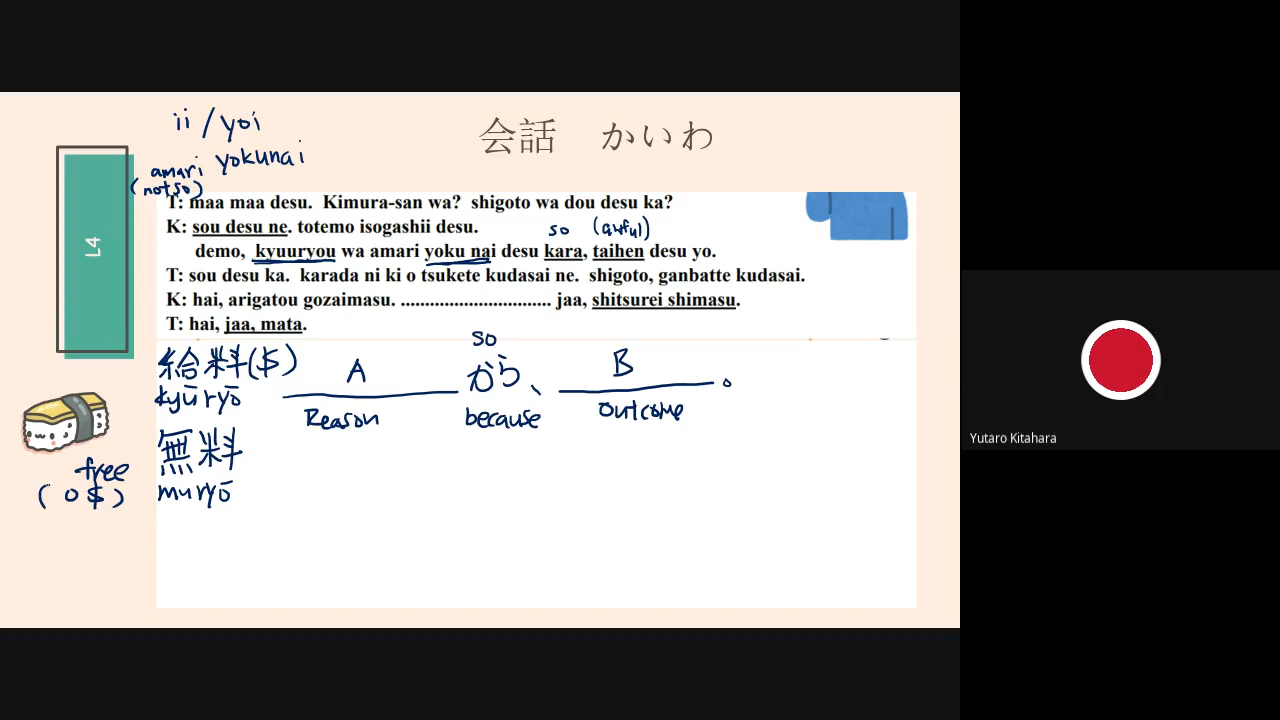 ii / yoi
会話 かいわ
yokunai
amari
(not so)
T: maa maa desu. Kimura-san wa? shigoto wa dou desu ka?
K: sou desu ne. totemo isogashii desu.
so (awful)
demo, kyuuryou wa amari yoku nai desu kara, taihen desu yo.
L4
T: sou desu ka. karada ni ki o tsukete kudasai ne. shigoto, ganbatte kudasai.
K: hai, arigatou gozaimasu. .............................. jaa, shitsurei shimasu.
T: hai, jaa, mata.
so
給料($) A から、 B 。
kyūryō Reason because outcome
無料
free
(0$) muryō
Yutaro Kitahara